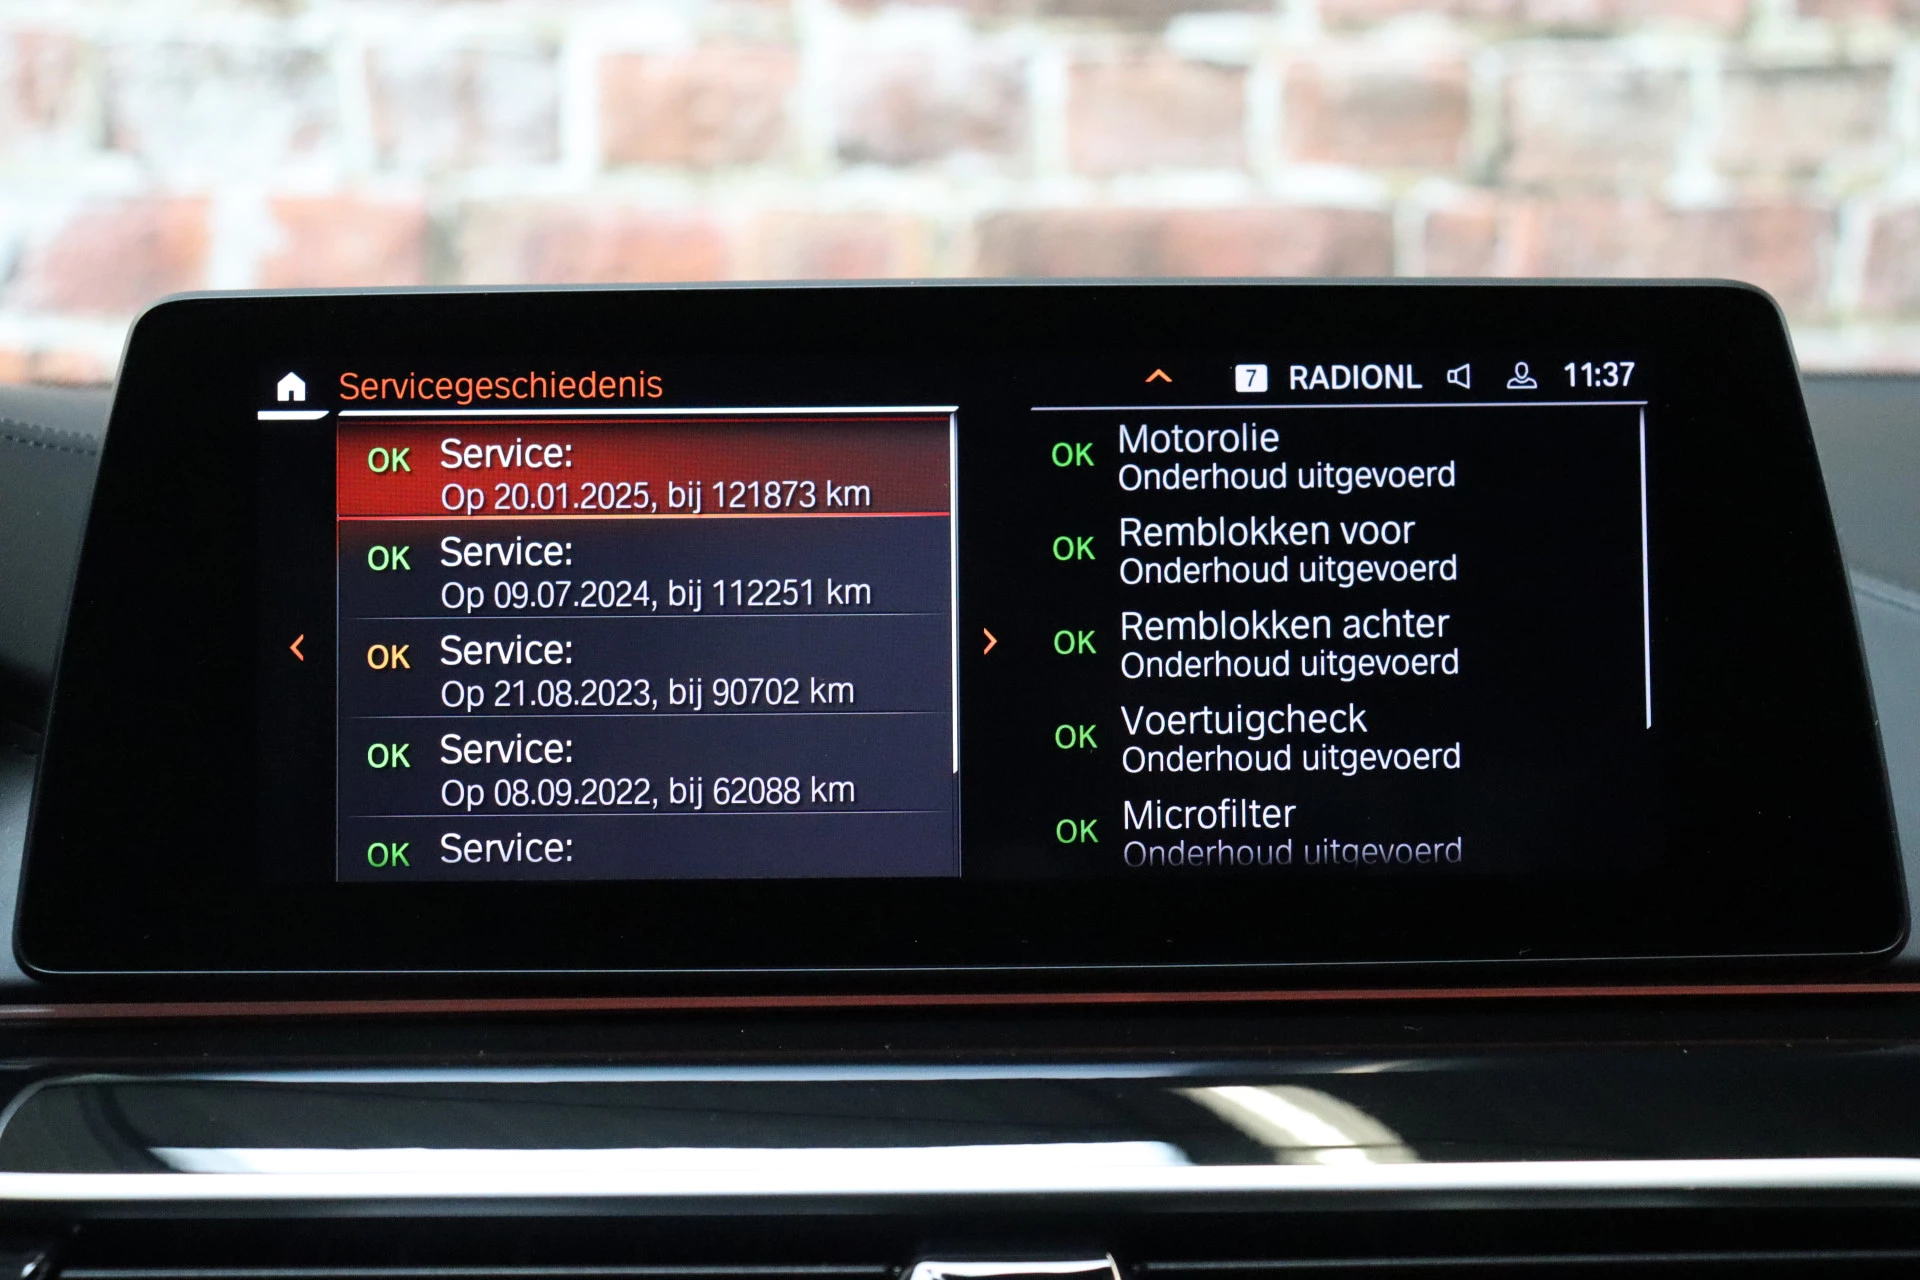 Servicegeschiedenis
7 RADIONL 11:37
OK Service:
Op 20.01.2025, bij 121873 km
OK Service:
Op 09.07.2024, bij 112251 km
OK Service:
Op 21.08.2023, bij 90702 km
OK Service:
Op 08.09.2022, bij 62088 km
OK Service:
OK Motorolie
Onderhoud uitgevoerd
OK Remblokken voor
Onderhoud uitgevoerd
OK Remblokken achter
Onderhoud uitgevoerd
OK Voertuigcheck
Onderhoud uitgevoerd
OK Microfilter
Onderhoud uitgevoerd